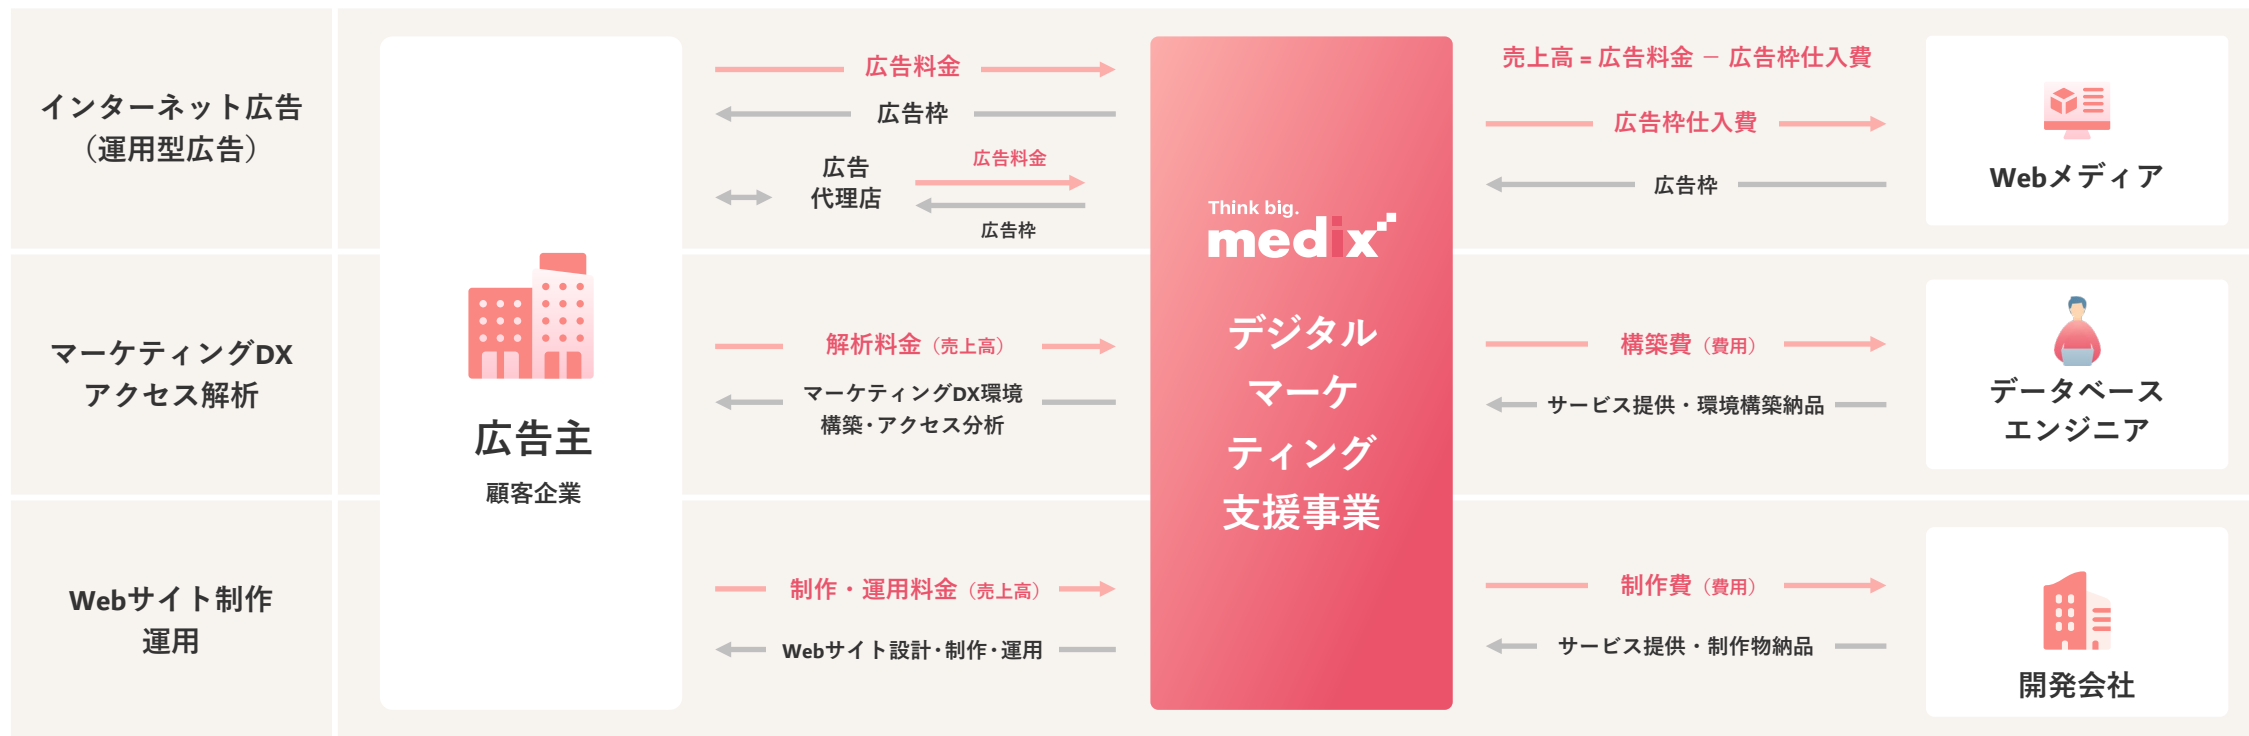 インターネット広告
（運用型広告）
広告料金
広告枠
広告
代理店
広告料金
広告枠
売上高 = 広告料金 － 広告枠仕入費
広告枠仕入費
広告枠
Webメディア
マーケティングDX
アクセス解析
広告主
顧客企業
解析料金（売上高）
マーケティングDX環境
構築・アクセス分析
Think big.
medix
デジタル
マーケ
ティング
支援事業
構築費（費用）
サービス提供・環境構築納品
データベース
エンジニア
Webサイト制作
運用
制作・運用料金（売上高）
Webサイト設計・制作・運用
制作費（費用）
サービス提供・制作物納品
開発会社